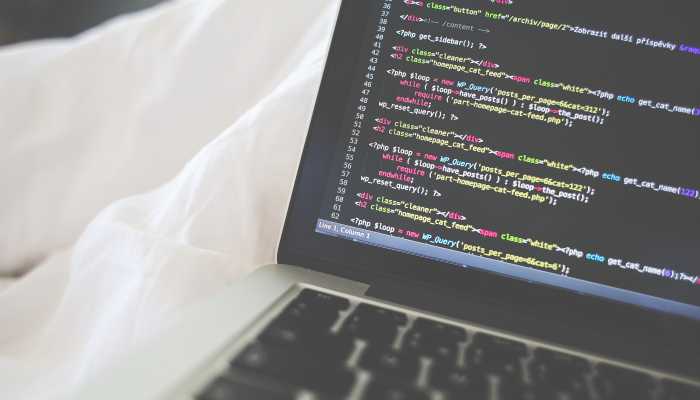 36 <p><a class="button" href="/archiv/page/2">Zobrazit další příspěvky &raqu
37
38 </div><!-- /content -->
39
40 <?php get_sidebar(); ?>
41
42 <div class="cleaner"></div>
43 <h2 class="homepage_cat_feed"><span class="white"><?php echo get_cat_name(3
44
45 <?php $loop = new WP_Query('posts_per_page=6&cat=312');
46 while ( $loop->have_posts() ) : $loop->the_post();
47 require ('part-homepage-cat-feed.php');
48 endwhile;
49 wp_reset_query(); ?>
50
51 <div class="cleaner"></div>
52 <h2 class="homepage_cat_feed"><span class="white"><?php echo get_cat_name(122);
53
54 <?php $loop = new WP_Query('posts_per_page=6&cat=122');
55 while ( $loop->have_posts() ) : $loop->the_post();
56 require ('part-homepage-cat-feed.php');
57 endwhile;
58 wp_reset_query(); ?>
59
60 <div class="cleaner"></div>
61 <h2 class="homepage_cat_feed"><span class="white"><?php echo get_cat_name(6);?></s
62
<?php $loop = new WP_Query('posts_per_page=6&cat=6');
Line 1, Column 1